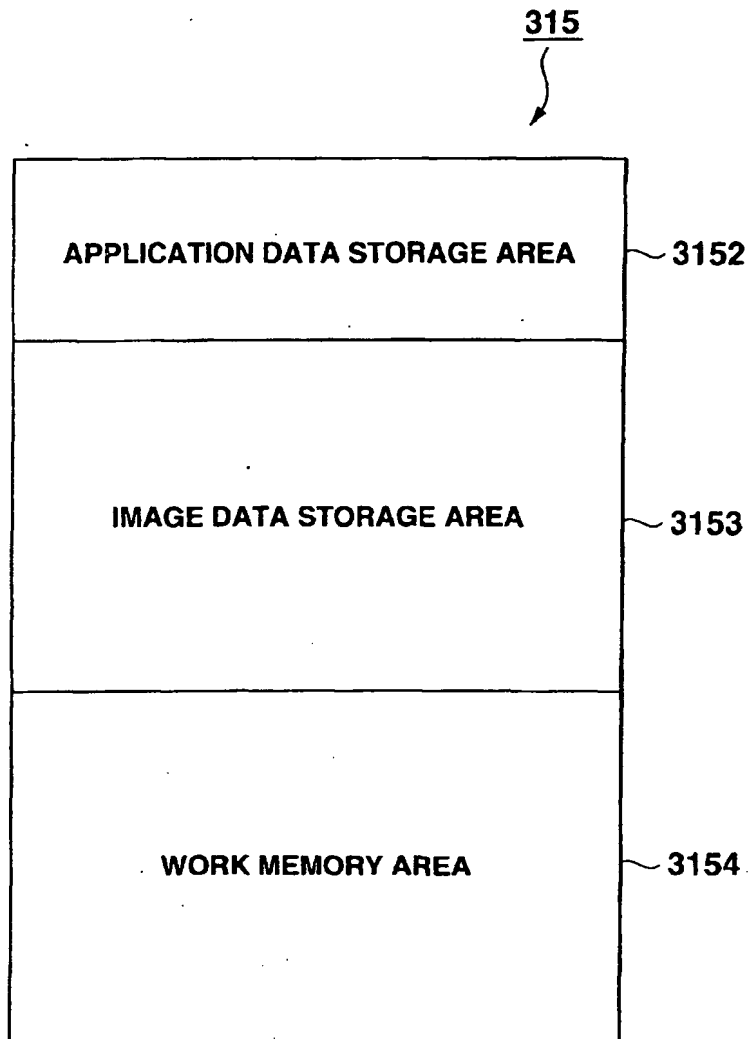 315
APPLICATION DATA STORAGE AREA
3152
IMAGE DATA STORAGE AREA
3153
WORK MEMORY AREA
3154